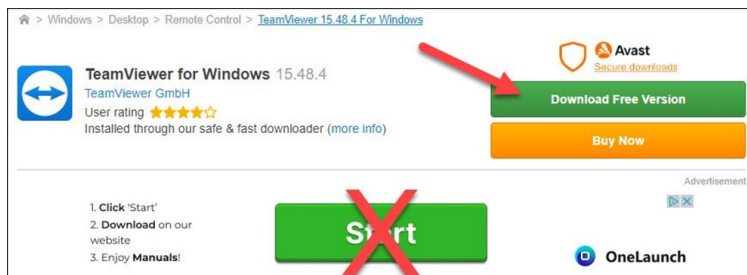 > Windows > Desktop > Remote Control > TeamViewer 15.48.4 For Windows
Avast
Secure downloads
TeamViewer for Windows 15.48.4
TeamViewer GmbH
User rating
Installed through our safe & fast downloader (more info)
Download Free Version
Buy Now
Advertisement
1. Click 'Start'
2. Download on our
website
3. Enjoy Manuals!
Start
OneLaunch